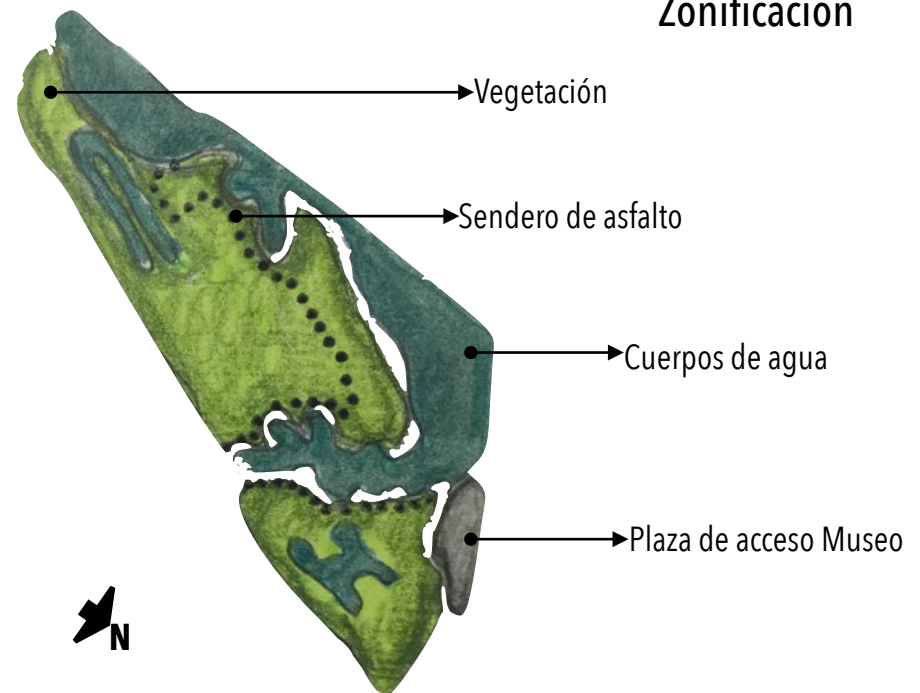 Zonificación
Vegetación
Sendero de asfalto
Cuerpos de agua
Plaza de acceso Museo
N